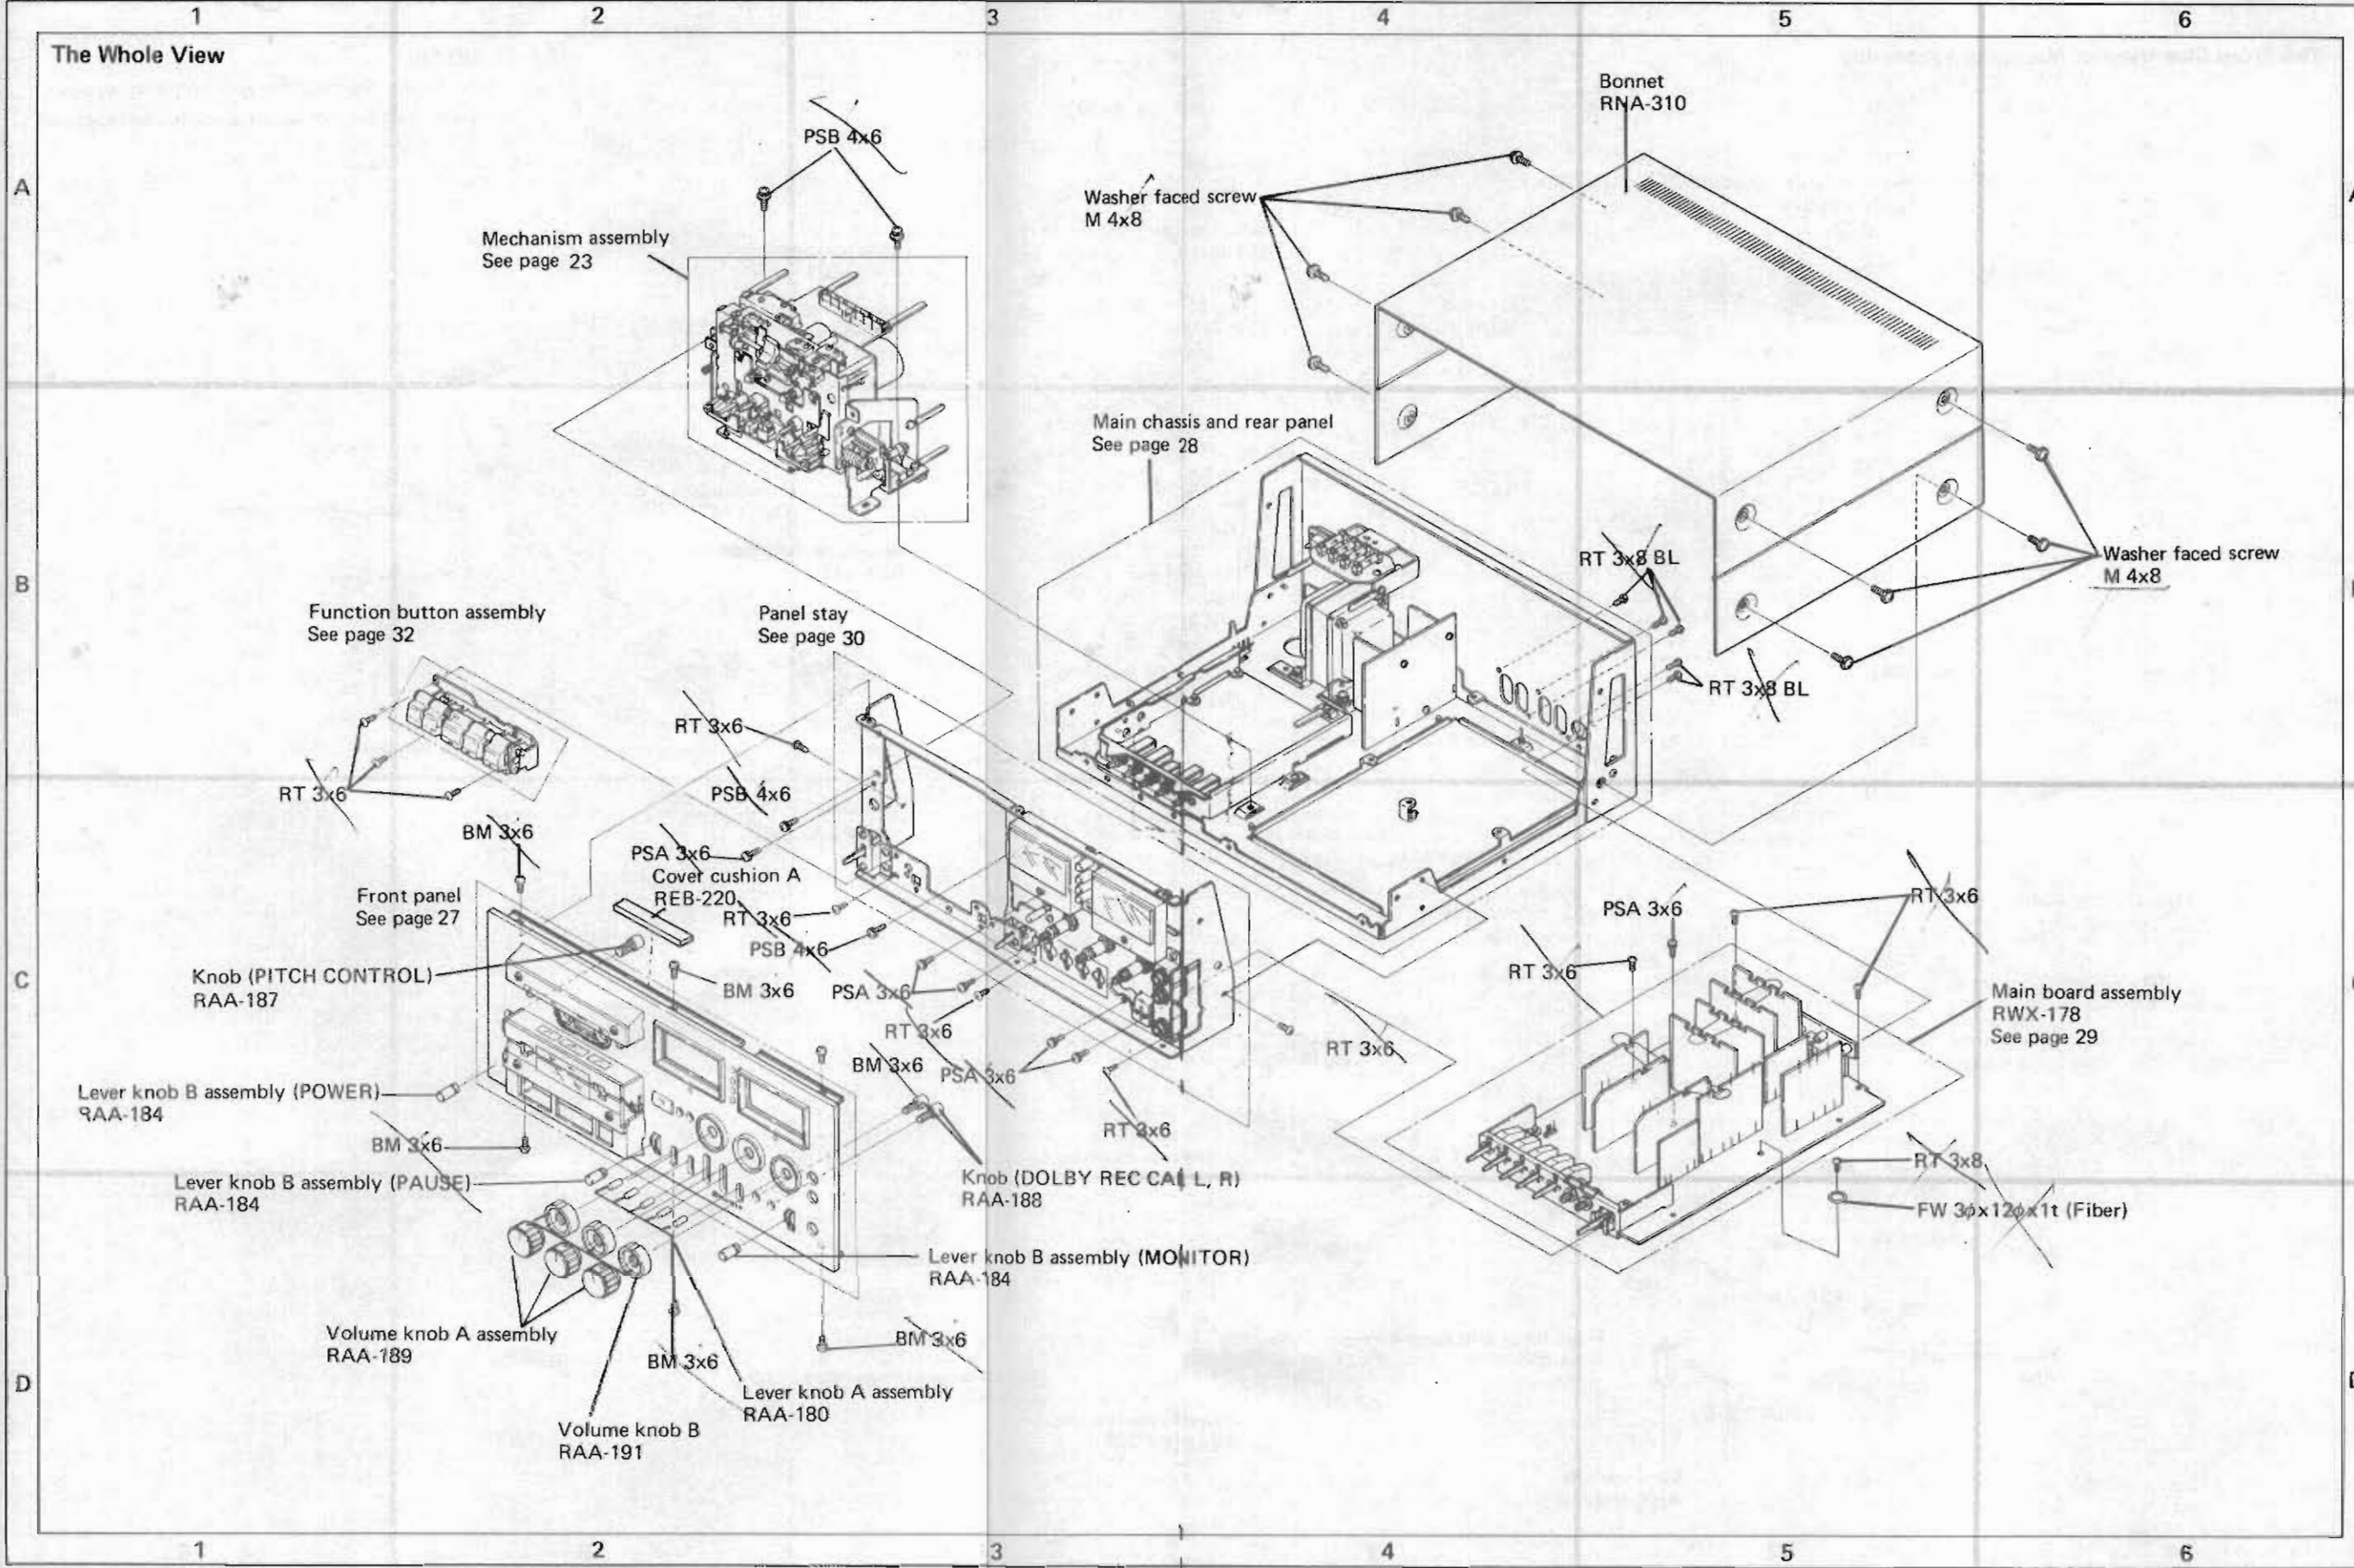 1 2 3 4 5 6
The Whole View
A
A
Bonnet
RNA-310
PSB 4x6
Washer faced screw
M 4x8
Mechanism assembly
See page 23
Main chassis and rear panel
See page 28
B
RT 3x8 BL
Washer faced screw
M 4x8
Function button assembly
See page 32
Panel stay
See page 30
RT 3x8 BL
RT 3x6
RT 3x6
PSB 4x6
BM 3x6
PSA 3x6
Cover cushion A
REB-220
Front panel
See page 27
RT 3x6
PSB 4x6
PSA 3x6
RT 3x6
C
Knob (PITCH CONTROL)
RAA-187
BM 3x6
PSA 3x6
RT 3x6
Main board assembly
RWX-178
See page 29
RT 3x6
BM 3x6
RT 3x6
PSA 3x6
Lever knob B assembly (POWER)
RAA-184
BM 3x6
RT 3x6
RT 3x8
Lever knob B assembly (PAUSE)
RAA-184
Knob (DOLBY REC CAL L, R)
RAA-188
FW 3φx12φx1t (Fiber)
Lever knob B assembly (MONITOR)
RAA-184
Volume knob A assembly
RAA-189
BM 3x6
BM 3x6
D
Lever knob A assembly
RAA-180
Volume knob B
RAA-191
1 2 3 4 5 6